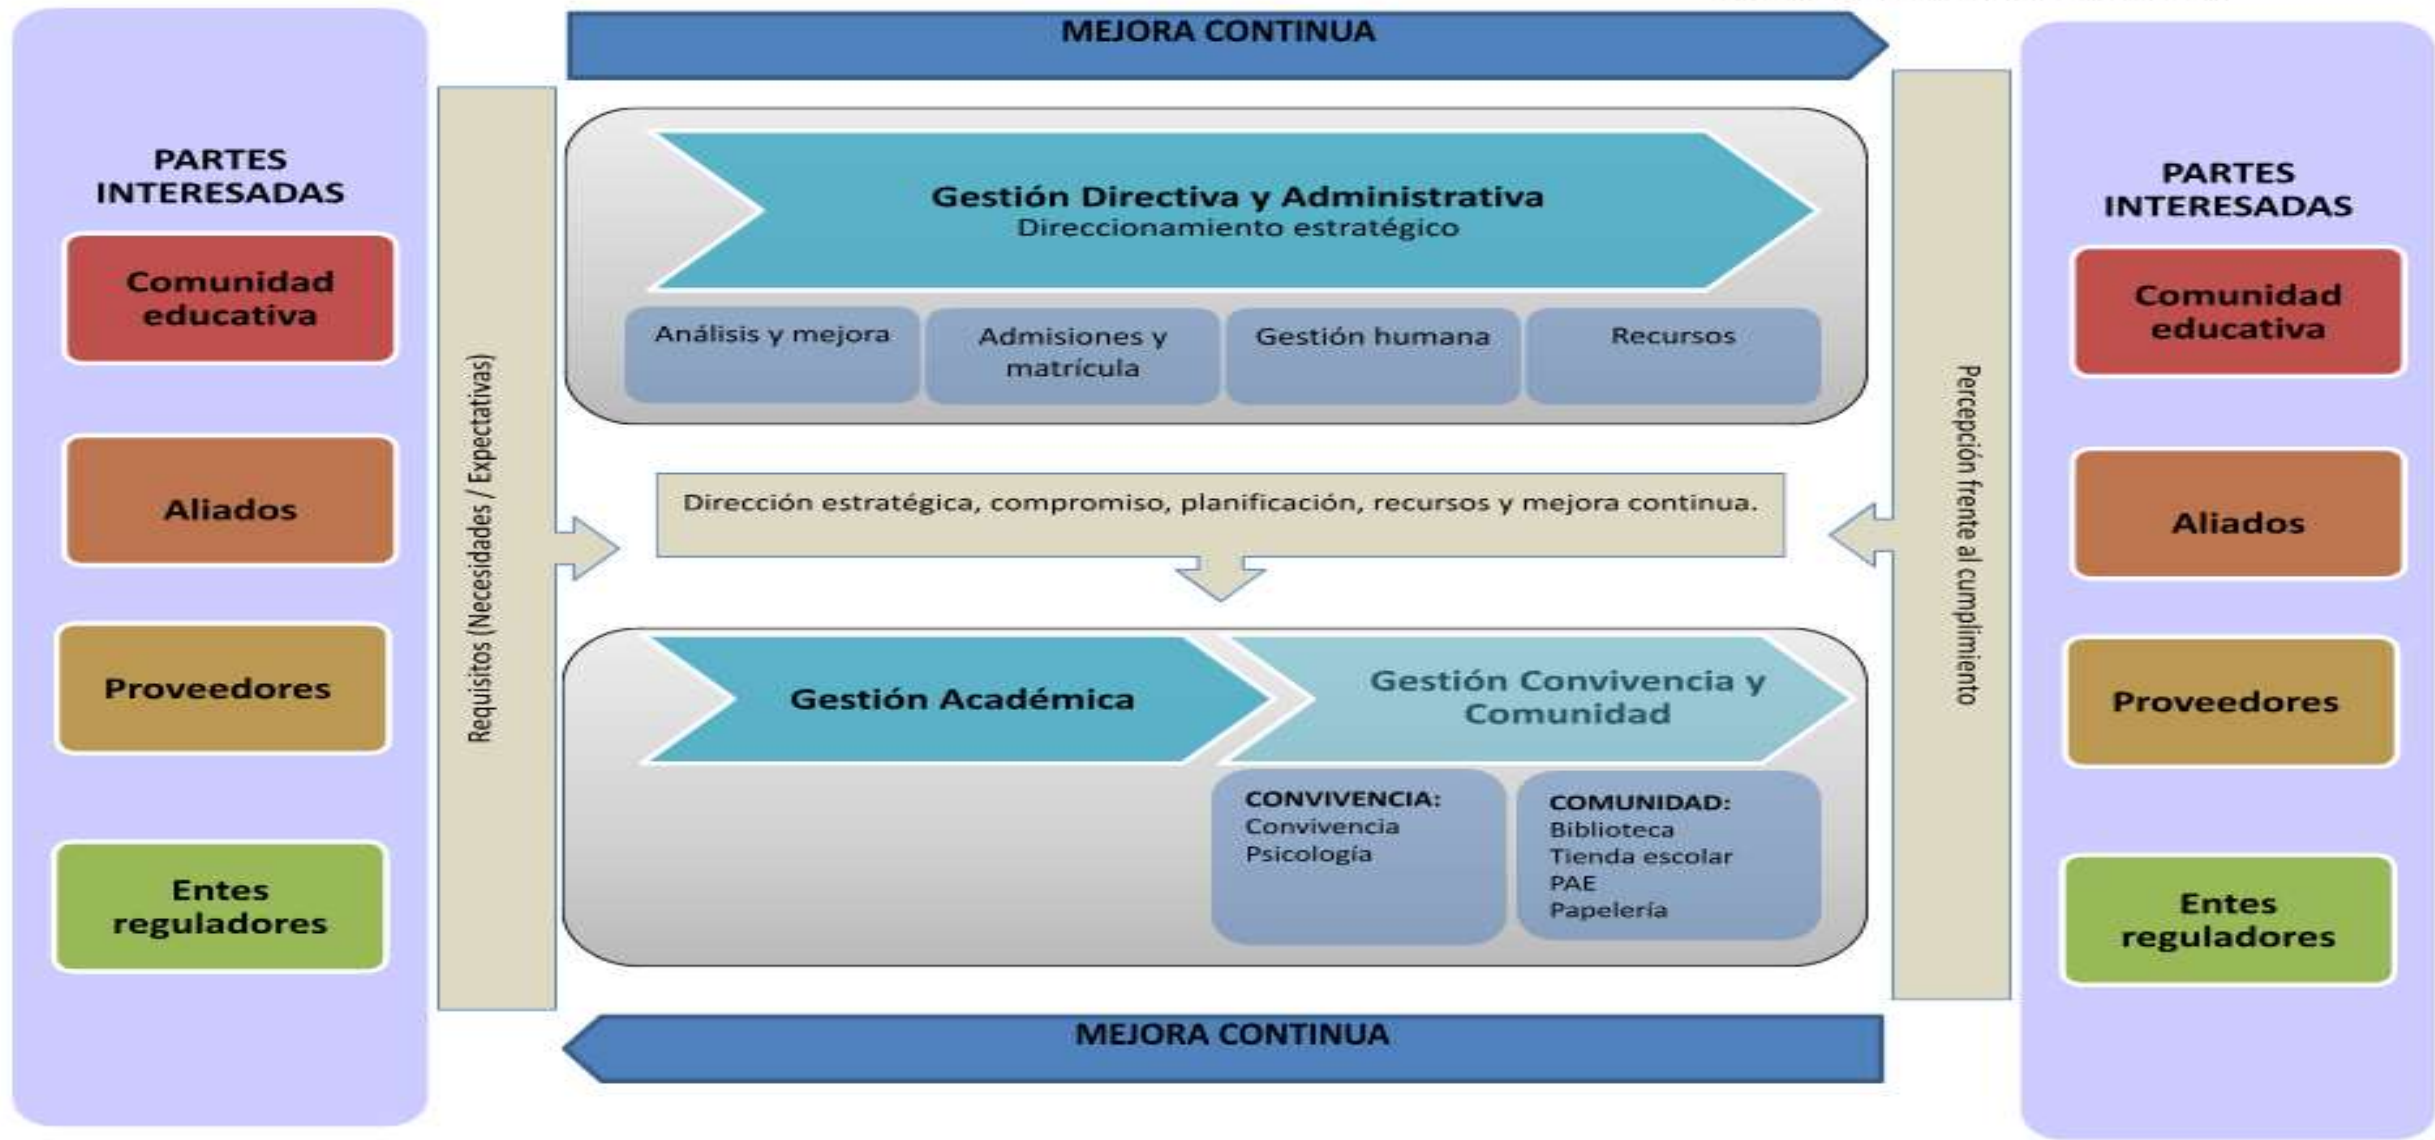 MEJORA CONTINUA
PARTES
INTERESADAS
Comunidad
educativa
Aliados
Proveedores
Entes
reguladores
Requisitos (Necesidades / Expectativas)
Gestión Directiva y Administrativa
Direccionamiento estratégico
Análisis y mejora
Admisiones y
matrícula
Gestión humana
Recursos
Dirección estratégica, compromiso, planificación, recursos y mejora continua.
Gestión Académica
Gestión Convivencia y
Comunidad
CONVIVENCIA:
Convivencia
Psicología
COMUNIDAD:
Biblioteca
Tienda escolar
PAE
Papelería
MEJORA CONTINUA
Percepción frente al cumplimiento
PARTES
INTERESADAS
Comunidad
educativa
Aliados
Proveedores
Entes
reguladores